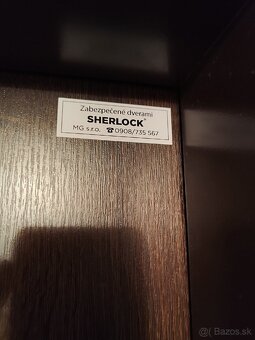 Zabezpečené dverami
SHERLOCK®
MG s.r.o. ☎ 0908/735 567
Bazos.sk